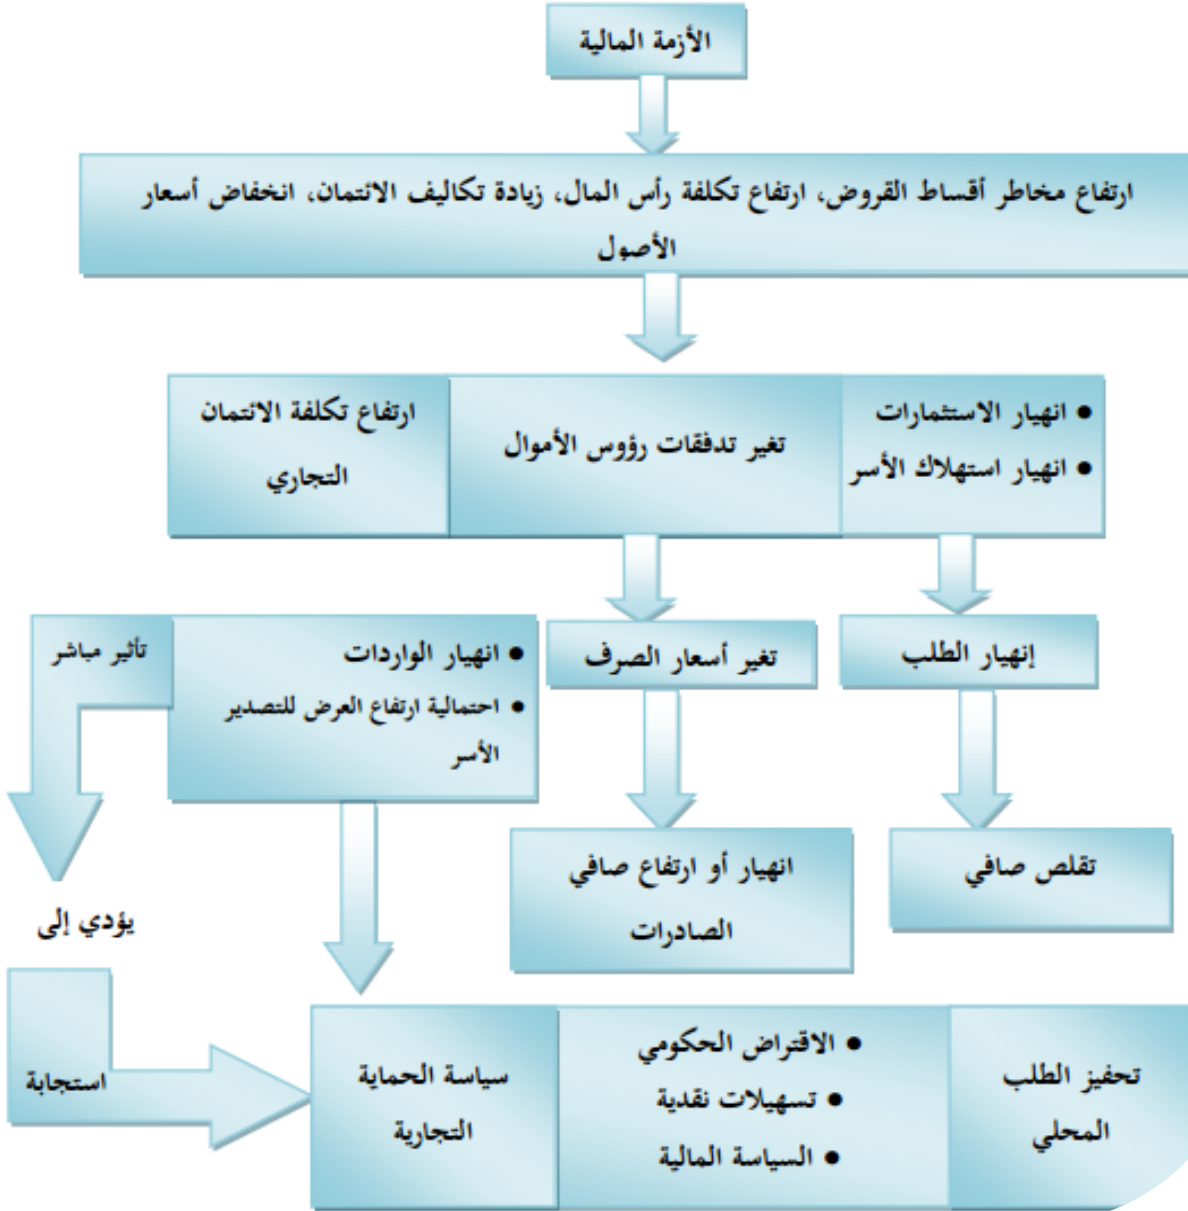 الأزمة المالية
ارتفاع مخاطر أقساط القروض، ارتفاع تكلفة رأس المال، زيادة تكاليف الائتمان، انخفاض أسعار
الأصول
• انهيار الاستثمارات
• انهيار استهلاك الأسر
تغير تدفقات رؤوس الأموال
ارتفاع تكلفة الائتمان
التجاري
إنهيار الطلب
تغير أسعار الصرف
• انهيار الواردات
• احتمالية ارتفاع العرض للتصدير
الأسر
تأثير مباشر
تقلص صافي
انهيار أو ارتفاع صافي
الصادرات
يؤدي إلى
استجابة
تحفيز الطلب
المحلي
• الاقتراض الحكومي
• تسهيلات نقدية
• السياسة المالية
سياسة الحماية
التجارية